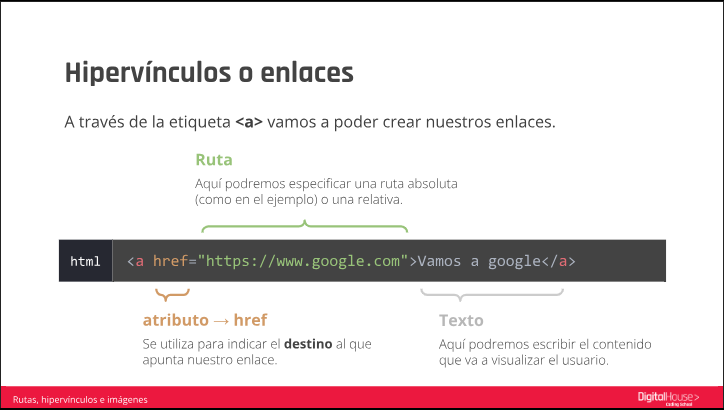 Hipervínculos o enlaces
A través de la etiqueta <a> vamos a poder crear nuestros enlaces.
Ruta
Aquí podremos especificar una ruta absoluta
(como en el ejemplo) o una relativa.
html
<a href="https://www.google.com">Vamos a google</a>
atributo → href
Se utiliza para indicar el destino al que
apunta nuestro enlace.
Texto
Aquí podremos escribir el contenido
que va a visualizar el usuario.
Rutas, hipervínculos e imágenes
DigitalHouse>
Coding School